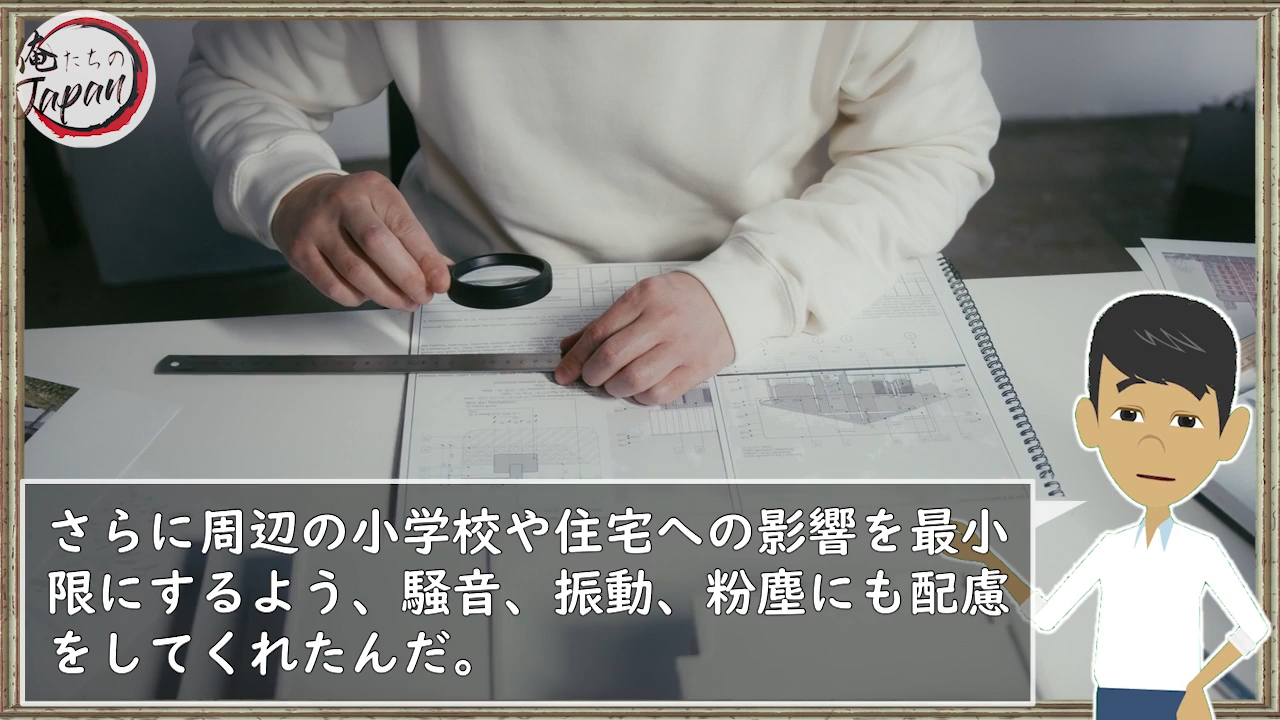 俺たちの
Japan
さらに周辺の小学校や住宅への影響を最小
限にするよう、騒音、振動、粉塵にも配慮
をしてくれたんだ。